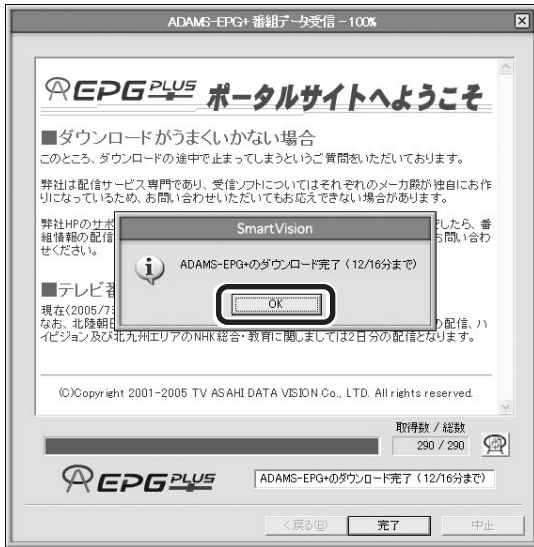 ADAMS-EPG+ 番組データ受信 – 100%
EPG PLUS ポータルサイトへようこそ
■ダウンロードがうまくいかない場合
このところ、ダウンロードの途中で止まってしまうというご質問をいただいております。
弊社は配信サービス専門であり、受信ソフトについてはそれぞれのメーカ殿が独自にお作
りになっているため、お問い合わせいただいてもお応えできない場合があります。
弊社HPのサポ
したら、番
組情報の配信
問い合わ
せください。
SmartVision
ADAMS-EPG+のダウンロード完了（12/16分まで）
OK
■テレビ番
現在(2005/7
なお、北陸朝日
の配信、ハ
イビジョン及び北九州エリアのNHK総合・教育に関しましては2日分の配信となります。
(C)Copyright 2001-2005 TV ASAHI DATA VISION Co., LTD. All rights reserved.
取得数 / 総数
290 / 290
EPG PLUS
ADAMS-EPG+のダウンロード完了（12/16分まで）
< 戻る(B)
完了
中止